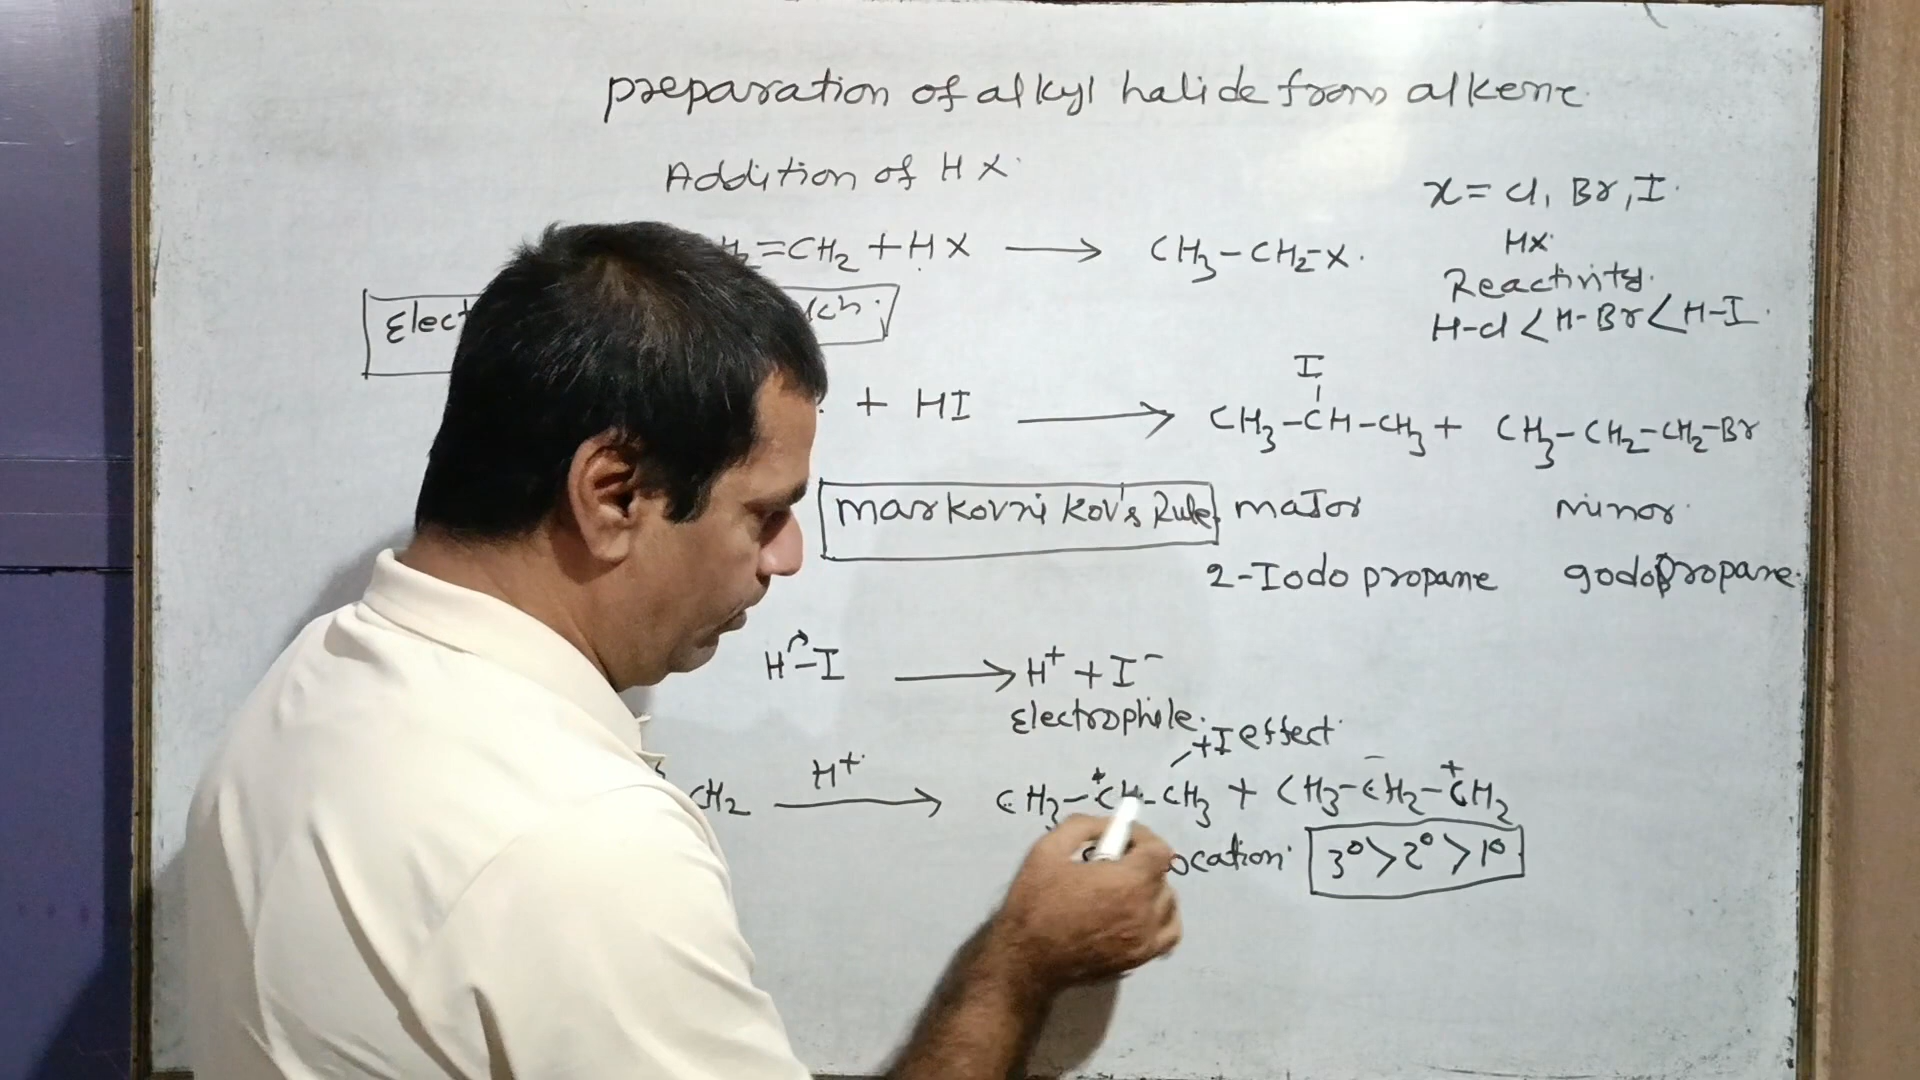 preparation of alkyl halide from alkene
Addition of HX
X = Cl, Br, I
=CH₂ + HX ⟶ CH₃-CH₂-X
HX
Reactivity
H-Cl < H-Br < H-I
+ HI ⟶ CH₃-CH-CH₃ + CH₃-CH₂-CH₂-Br
I
Markovnikov's Rule major minor
2-Iodo propane
H-I ⟶ H⁺ + I⁻
Electrophile
+I effect
CH₂ H⁺ ⟶ CH₃-C⁺H-CH₃ + CH₃-CH₂-C⁺H₂
3° > 2° > 1°